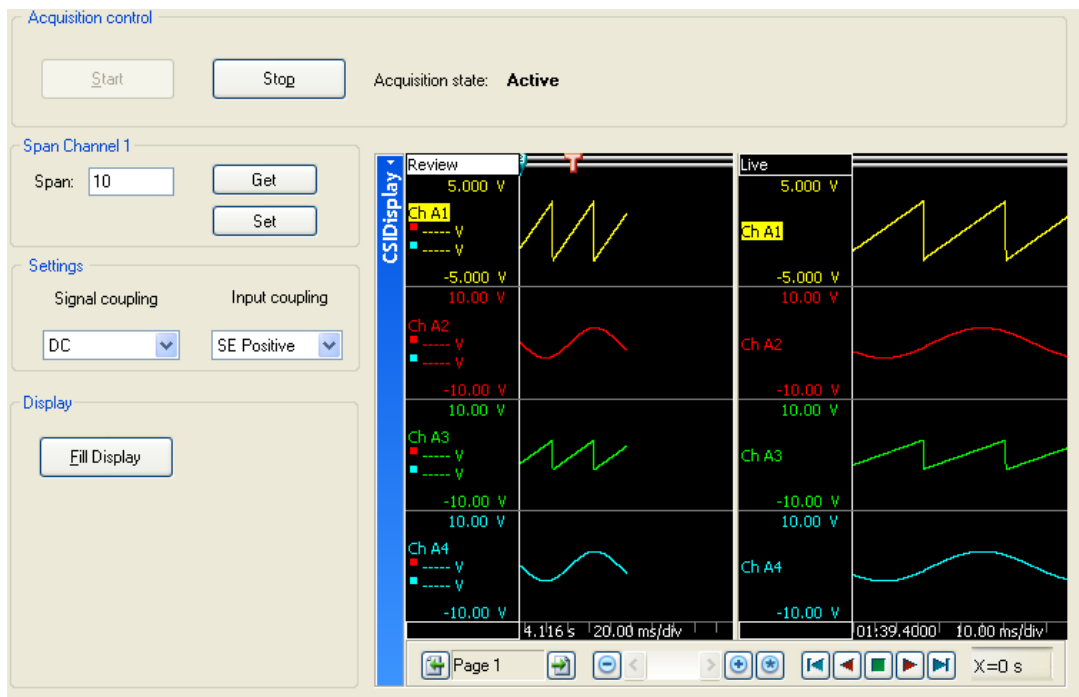 Acquisition control
Start
Stop
Acquisition state: Active
Span Channel 1
Span: 10
Get
Set
Settings
Signal coupling
Input coupling
DC
SE Positive
Display
Fill Display
CSIDisplay
Review
T
5.000 V
Ch A1
----- V
----- V
-5.000 V
10.00 V
Ch A2
----- V
----- V
-10.00 V
10.00 V
Ch A3
----- V
----- V
-10.00 V
10.00 V
Ch A4
----- V
----- V
-10.00 V
4.116 s 20.00 ms/div
Live
5.000 V
Ch A1
-5.000 V
10.00 V
Ch A2
-10.00 V
10.00 V
Ch A3
-10.00 V
10.00 V
Ch A4
-10.00 V
01:39.4000 10.00 ms/div
Page 1
X=0 s